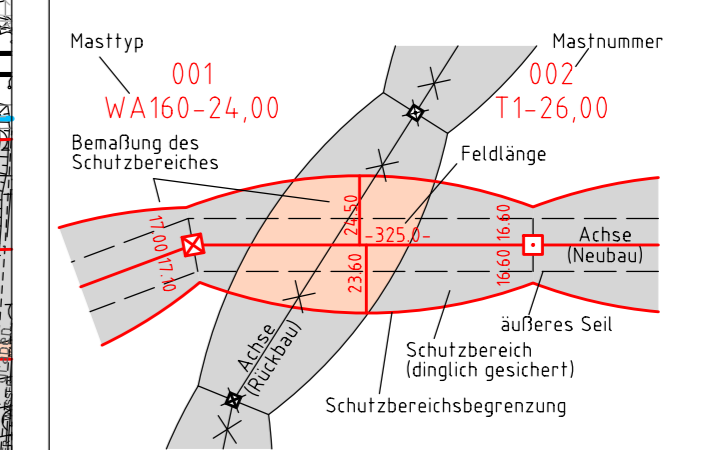 Masttyp
Mastnummer
001
WA160-24,00
002
T1-26,00
Bemaßung des
Schutzbereiches
Feldlänge
24.50
-325.0-
23.60
17.00
17.10
16.60
16.60
Achse
(Neubau)
äußeres Seil
Schutzbereich
(dinglich gesichert)
Achse
(Rückbau)
Schutzbereichsbegrenzung